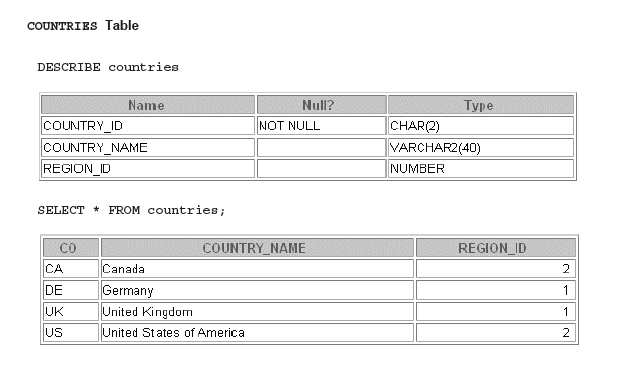 COUNTRIES Table
DESCRIBE countries
Name Null? Type
COUNTRY_ID NOT NULL CHAR(2)
COUNTRY_NAME VARCHAR2(40)
REGION_ID NUMBER
SELECT * FROM countries;
CO COUNTRY_NAME REGION_ID
CA Canada 2
DE Germany 1
UK United Kingdom 1
US United States of America 2